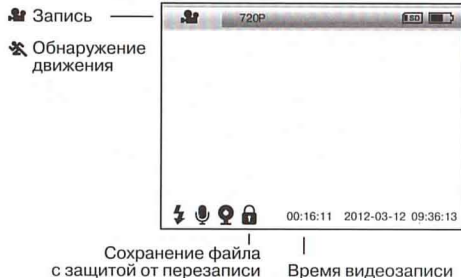 Запись
720P
SD
Обнаружение
движения
00:16:11 2012-03-12 09:36:13
Сохранение файла
с защитой от перезаписи
Время видеозаписи